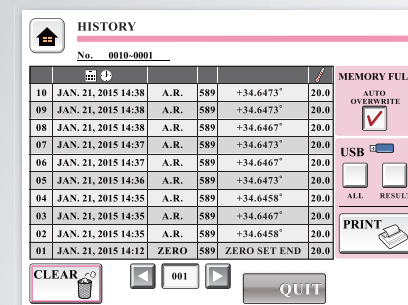 HISTORY
No. 0010~0001
10 JAN. 21, 2015 14:38 A.R. 589 +34.6473° 20.0
09 JAN. 21, 2015 14:38 A.R. 589 +34.6473° 20.0
08 JAN. 21, 2015 14:38 A.R. 589 +34.6467° 20.0
07 JAN. 21, 2015 14:37 A.R. 589 +34.6473° 20.0
06 JAN. 21, 2015 14:37 A.R. 589 +34.6467° 20.0
05 JAN. 21, 2015 14:36 A.R. 589 +34.6473° 20.0
04 JAN. 21, 2015 14:35 A.R. 589 +34.6458° 20.0
03 JAN. 21, 2015 14:35 A.R. 589 +34.6467° 20.0
02 JAN. 21, 2015 14:35 A.R. 589 +34.6458° 20.0
01 JAN. 21, 2015 14:12 ZERO 589 ZERO SET END 20.0
MEMORY FUL
AUTO
OVERWRITE
USB
ALL RESUL
PRINT
CLEAR
001
QUIT